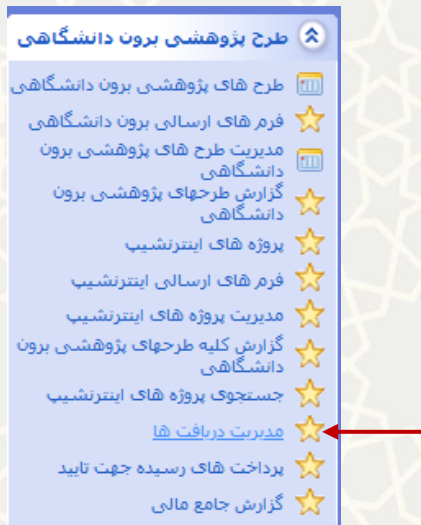 طرح پژوهشی برون دانشگاهی
طرح های پژوهشی برون دانشگاهی
فرم های ارسالی برون دانشگاهی
مدیریت طرح های پژوهشی برون
دانشگاهی
گزارش طرحهای پژوهشی برون
دانشگاهی
پروژه های اینترنشیپ
فرم های ارسالی اینترنشیپ
مدیریت پروژه های اینترنشیپ
گزارش کلیه طرحهای پژوهشی برون
دانشگاهی
جستجوی پروژه های اینترنشیپ
مدیریت دریافت ها
پرداخت های رسیده جهت تایید
گزارش جامع مالی